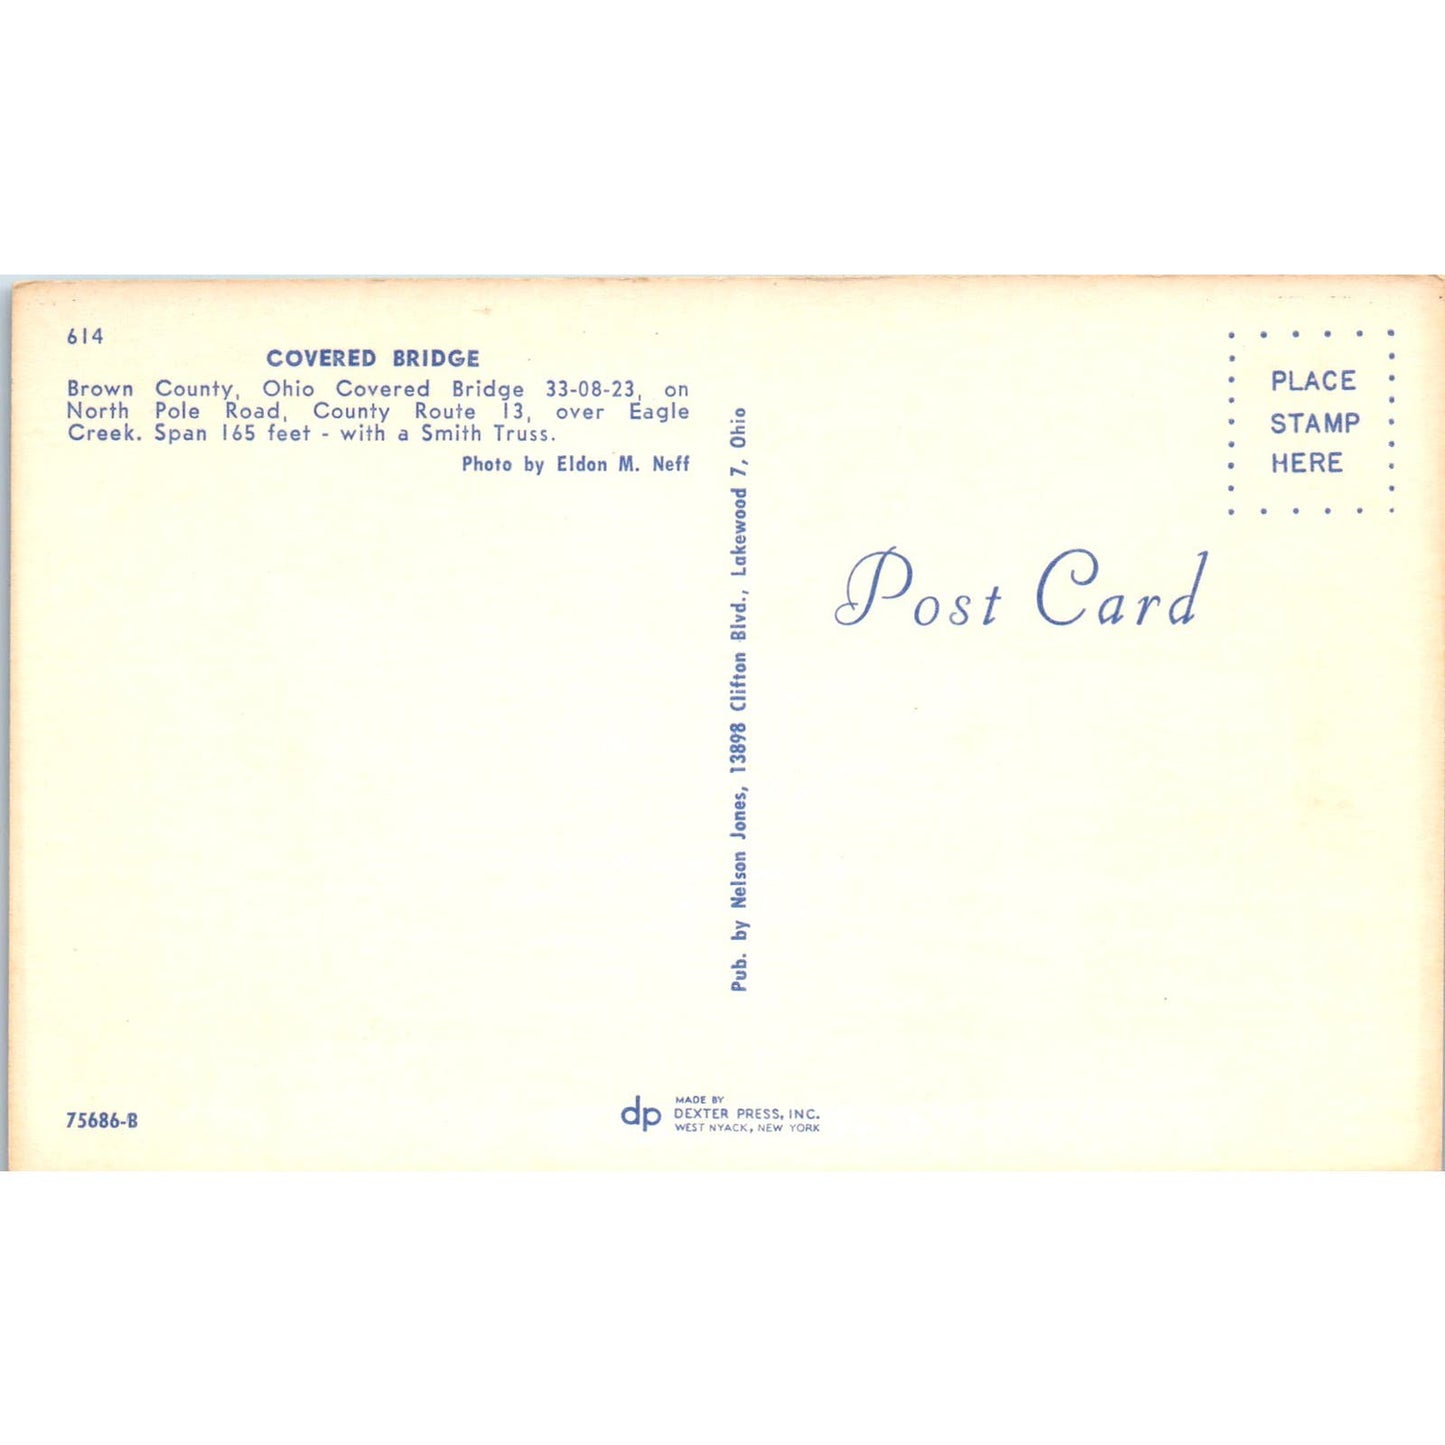 614
COVERED BRIDGE
Brown County, Ohio Covered Bridge 33-08-23, on
North Pole Road, County Route 13, over Eagle
Creek. Span 165 feet - with a Smith Truss.
Photo by Eldon M. Neff
Pub. by Nelson Jones, 13898 Clifton Blvd., Lakewood 7, Ohio
PLACE
STAMP
HERE
Post Card
75686-B
dp
MADE BY
DEXTER PRESS, INC.
WEST NYACK, NEW YORK